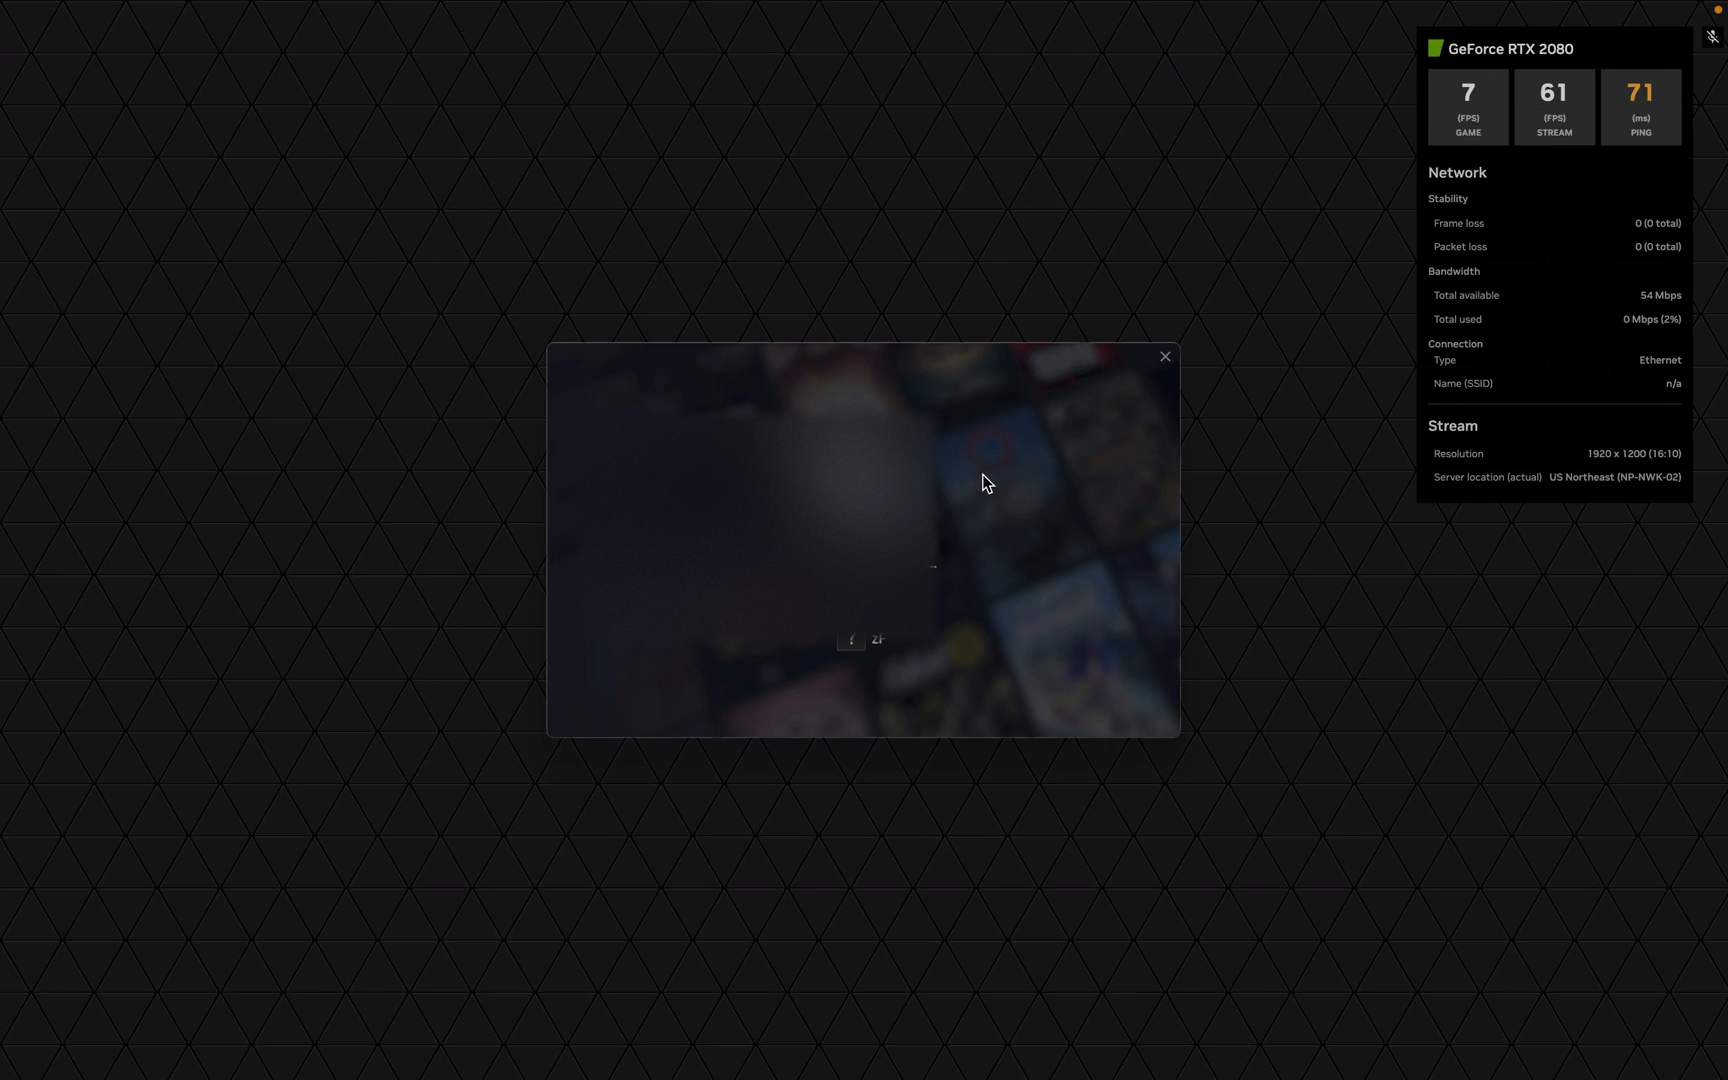 GeForce RTX 2080
7 61 71
(FPS) (FPS) (ms)
GAME STREAM PING
Network
Stability
Frame loss 0 (0 total)
Packet loss 0 (0 total)
Bandwidth
Total available 54 Mbps
Total used 0 Mbps (2%)
Connection
Type Ethernet
Name (SSID) n/a
Stream
Resolution 1920 x 1200 (16:10)
Server location (actual) US Northeast (NP-NWK-02)